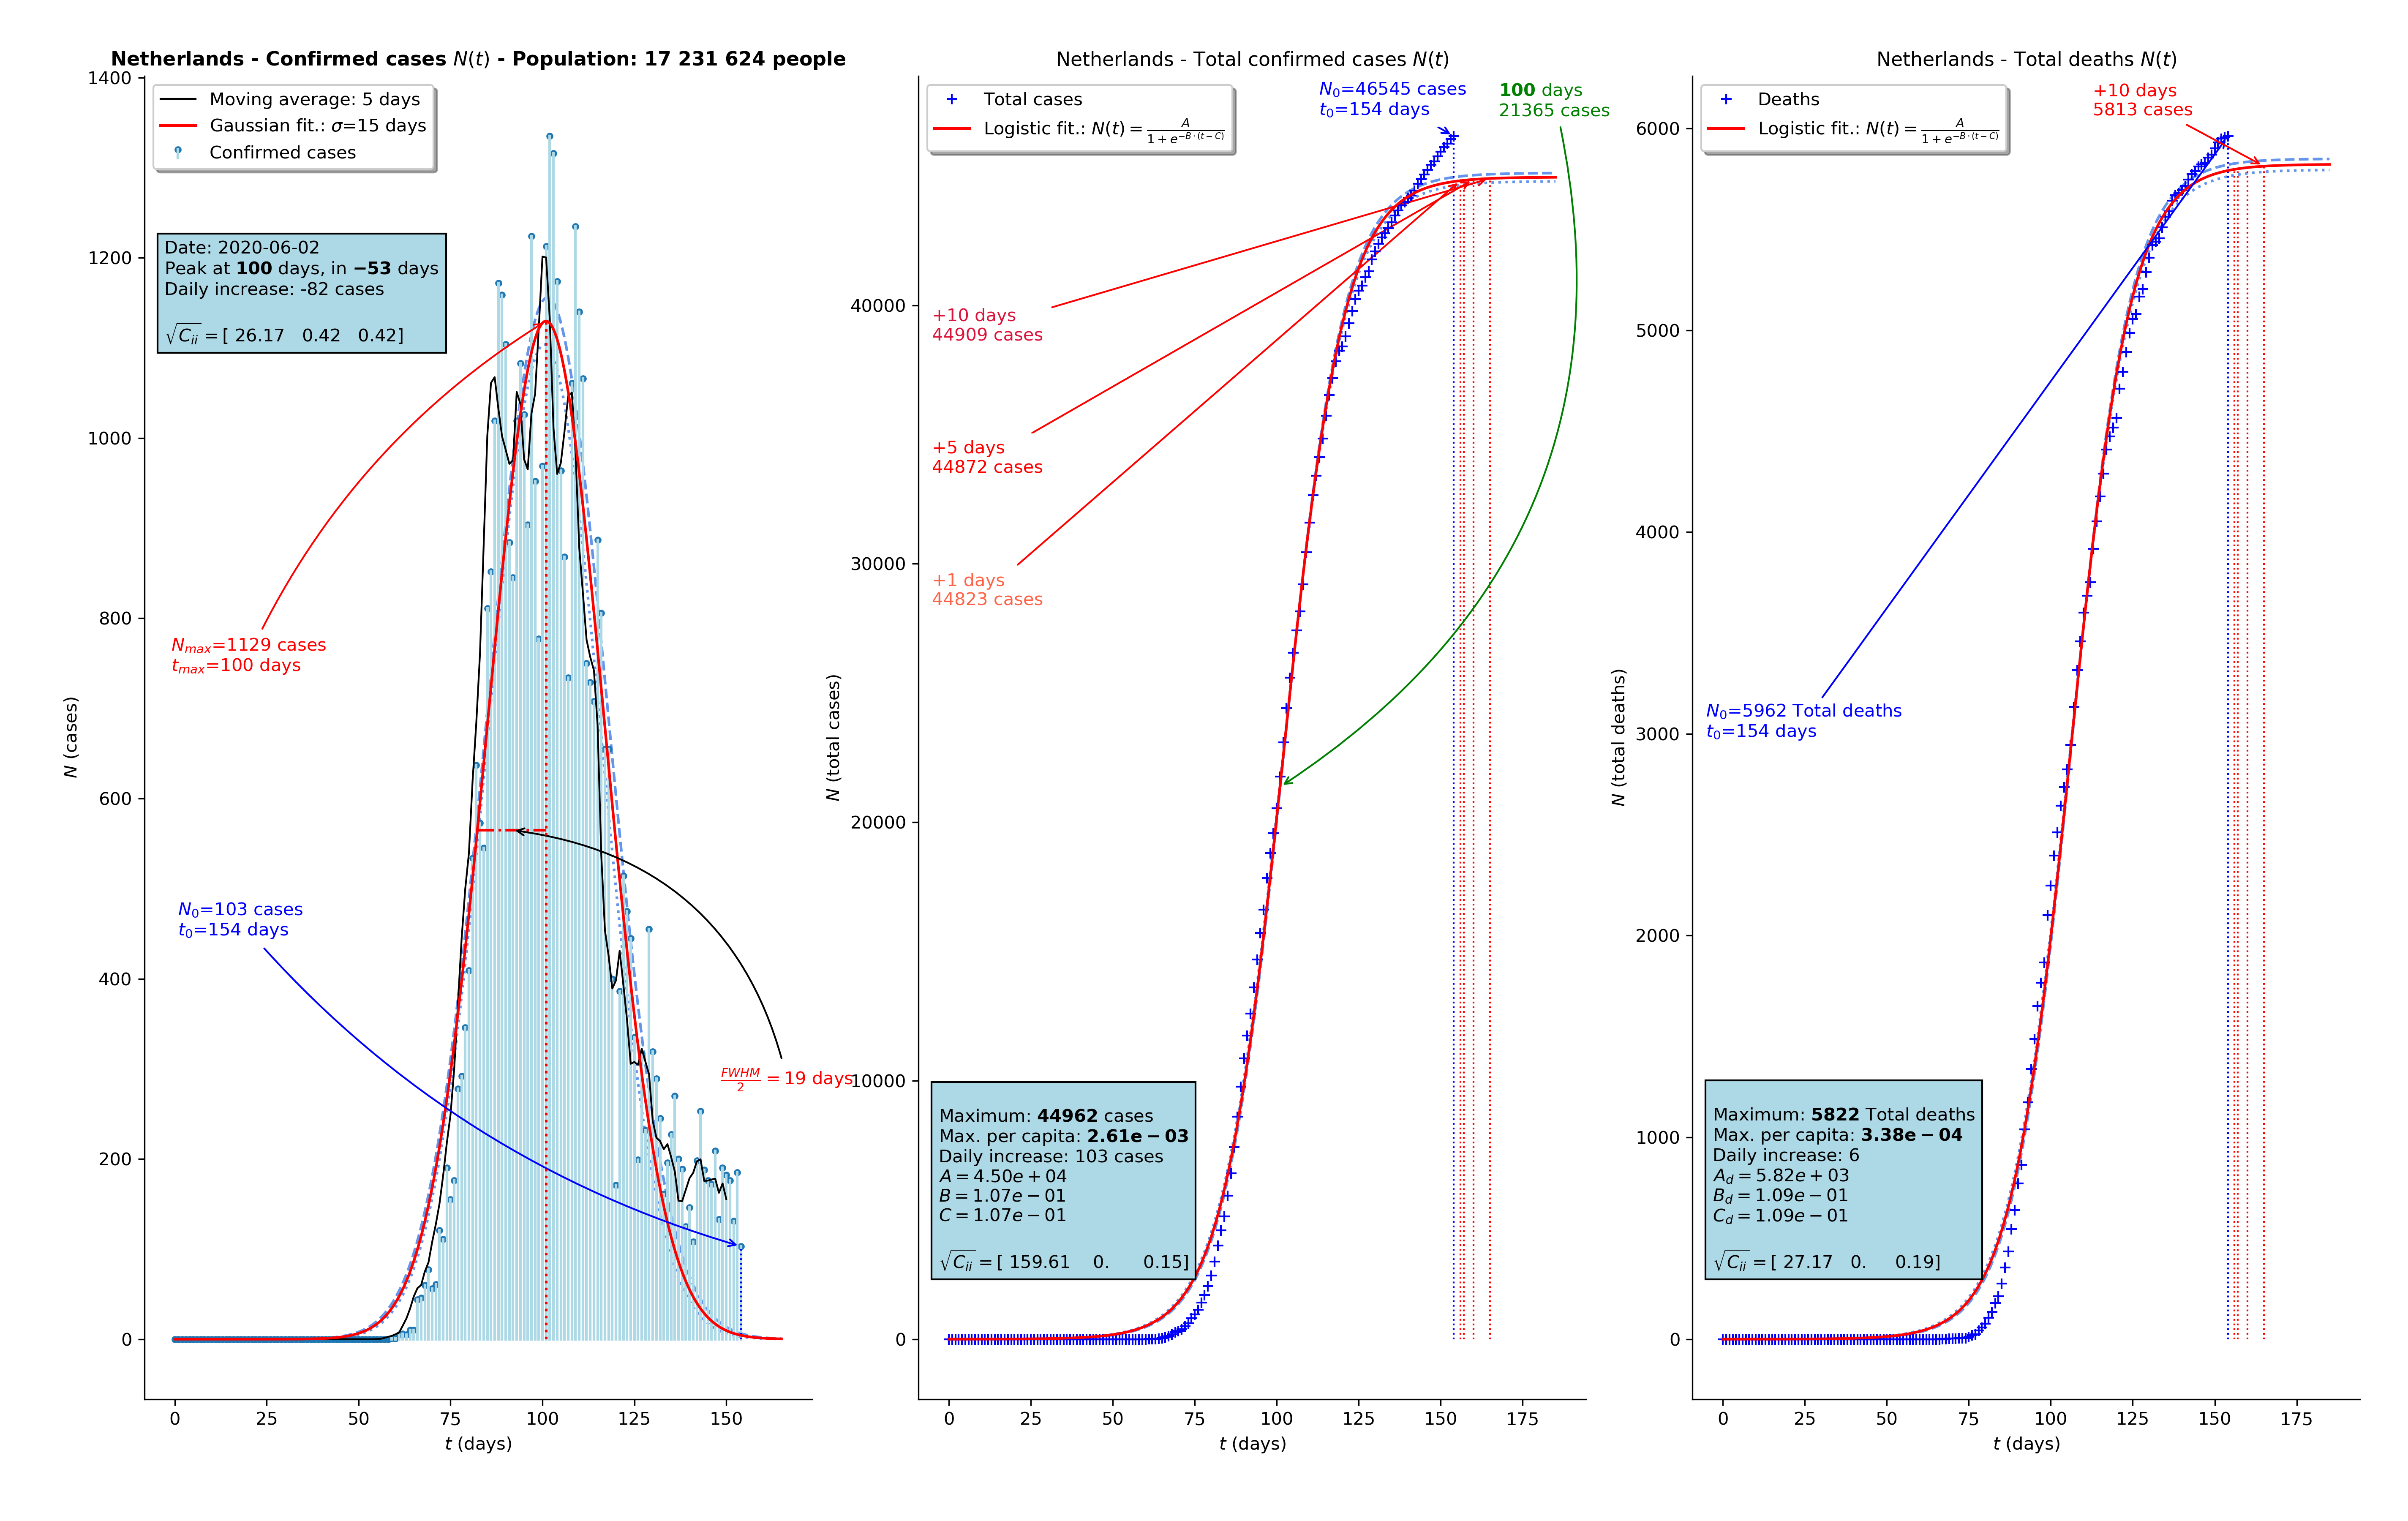 Netherlands - Confirmed cases N(t) - Population: 17 231 624 people
1400
1200
1000
800
600
400
200
0
N (cases)
Moving average: 5 days
Gaussian fit.: σ=15 days
Confirmed cases
Date: 2020-06-02
Peak at 100 days, in −53 days
Daily increase: -82 cases
√C_ii = [ 26.17 0.42 0.42]
N_max=1129 cases
t_max=100 days
N_0=103 cases
t_0=154 days
FWHM/2 = 19 days
0 25 50 75 100 125 150
t (days)
Netherlands - Total confirmed cases N(t)
40000
30000
20000
10000
0
N (total cases)
Total cases
Logistic fit.: N(t) = A/(1 + e^(−B·(t−C)))
N_0=46545 cases
t_0=154 days
100 days
21365 cases
+10 days
44909 cases
+5 days
44872 cases
+1 days
44823 cases
Maximum: 44962 cases
Max. per capita: 2.61e − 03
Daily increase: 103 cases
A = 4.50e + 04
B = 1.07e − 01
C = 1.07e − 01
√C_ii = [ 159.61 0. 0.15]
0 25 50 75 100 125 150 175
t (days)
Netherlands - Total deaths N(t)
6000
5000
4000
3000
2000
1000
0
N (total deaths)
Deaths
Logistic fit.: N(t) = A/(1 + e^(−B·(t−C)))
+10 days
5813 cases
N_0=5962 Total deaths
t_0=154 days
Maximum: 5822 Total deaths
Max. per capita: 3.38e − 04
Daily increase: 6
A_d = 5.82e + 03
B_d = 1.09e − 01
C_d = 1.09e − 01
√C_ii = [ 27.17 0. 0.19]
0 25 50 75 100 125 150 175
t (days)